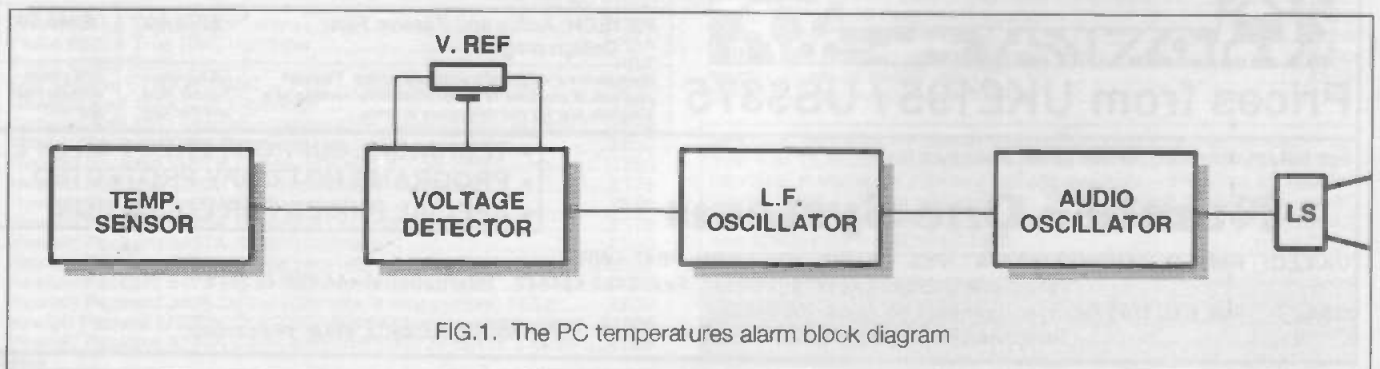 V. REF
TEMP.
SENSOR
VOLTAGE
DETECTOR
L.F.
OSCILLATOR
AUDIO
OSCILLATOR
LS
FIG.1. The PC temperatures alarm block diagram